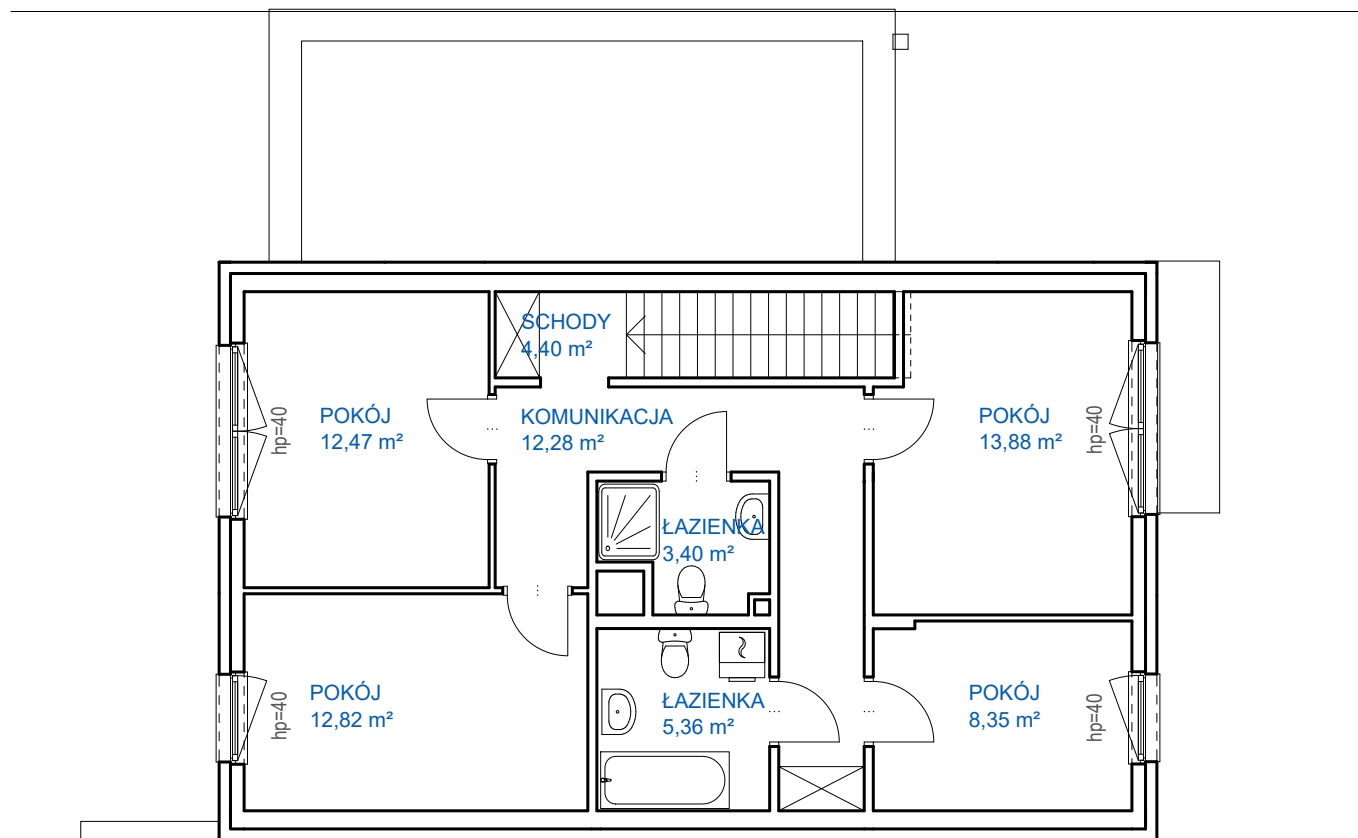 SCHODY
4,40 m²
POKÓJ
12,47 m²
hp=40
KOMUNIKACJA
12,28 m²
POKÓJ
13,88 m²
hp=40
ŁAZIENKA
3,40 m²
POKÓJ
12,82 m²
hp=40
ŁAZIENKA
5,36 m²
POKÓJ
8,35 m²
hp=40